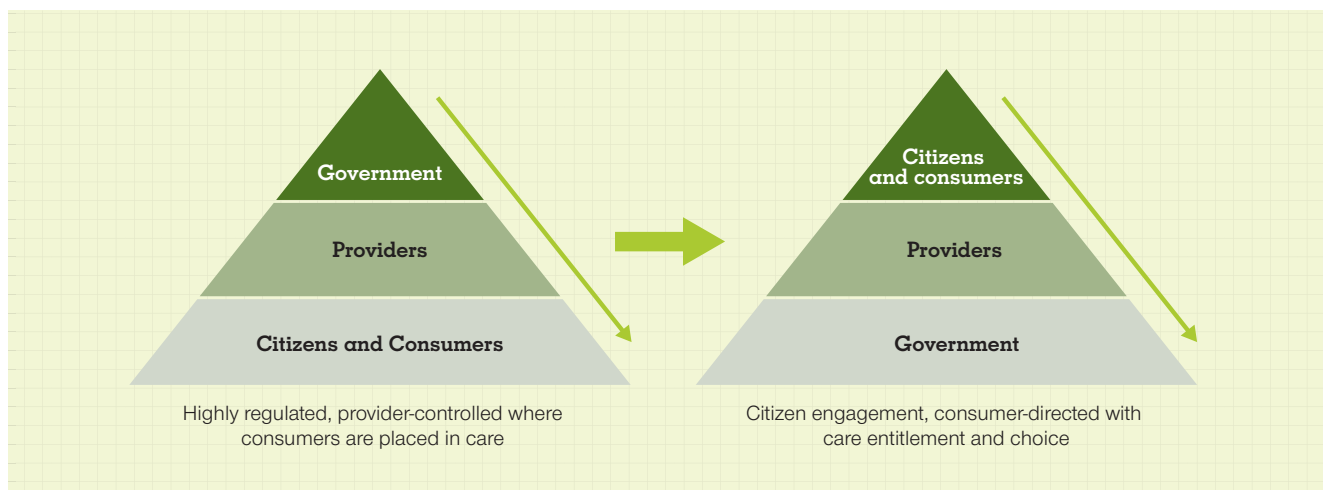 Government
Providers
Citizens and Consumers
Highly regulated, provider-controlled where
consumers are placed in care
Citizens
and consumers
Providers
Government
Citizen engagement, consumer-directed with
care entitlement and choice